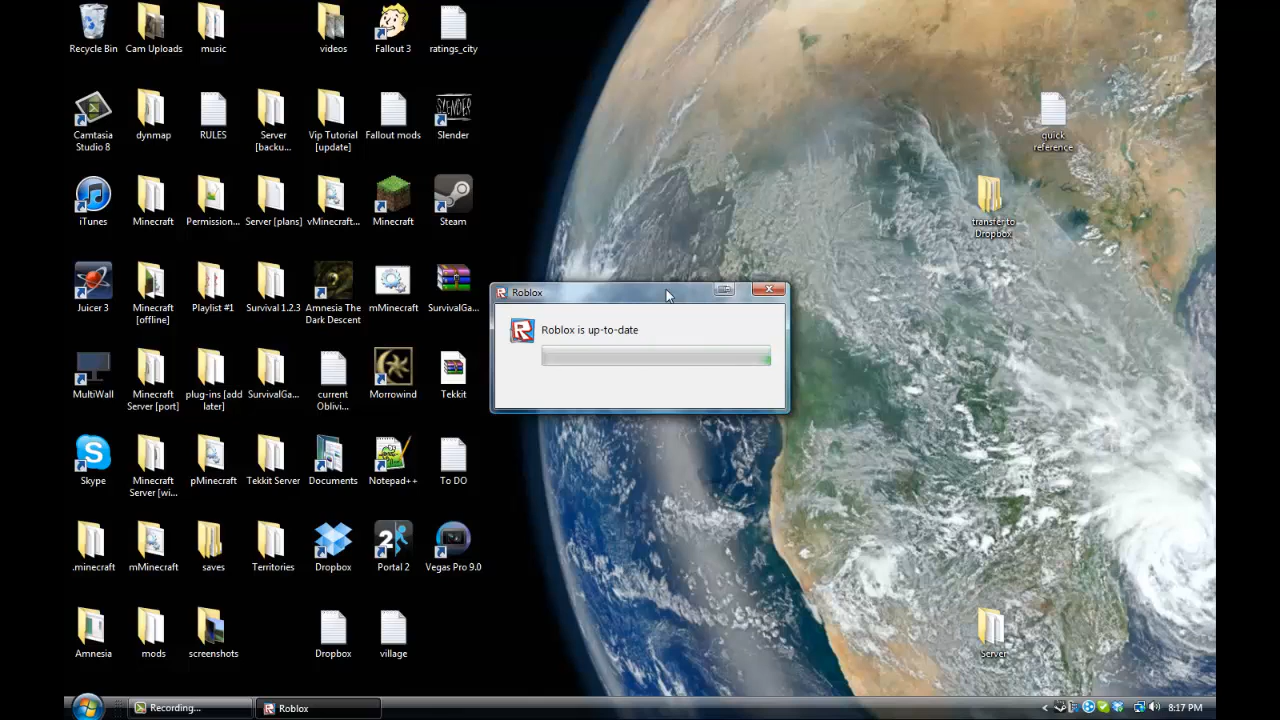 Recycle Bin
Cam Uploads
music
videos
Fallout 3
ratings_city
Camtasia
Studio 8
dynmap
RULES
Server
[backu...
Vip Tutorial
[update]
Fallout mods
SLENDER
Slender
quick
reference
iTunes
Minecraft
Permission...
Server [plans]
vMinecraft...
Minecraft
Steam
transfer to
Dropbox
Juicer 3
Minecraft
[offline]
Playlist #1
Survival 1.2.3
Amnesia The
Dark Descent
mMinecraft
SurvivalGa...
Roblox
Roblox is up-to-date
MultiWall
Minecraft
Server [port]
plug-ins [add
later]
SurvivalGa...
current
Oblivi...
Morrowind
Tekkit
Skype
Minecraft
Server [wi...
pMinecraft
Tekkit Server
Documents
Notepad++
To DO
.minecraft
mMinecraft
saves
Territories
Dropbox
2
Portal 2
Vegas Pro 9.0
Amnesia
mods
screenshots
Dropbox
village
Server
Recording...
Roblox
8:17 PM